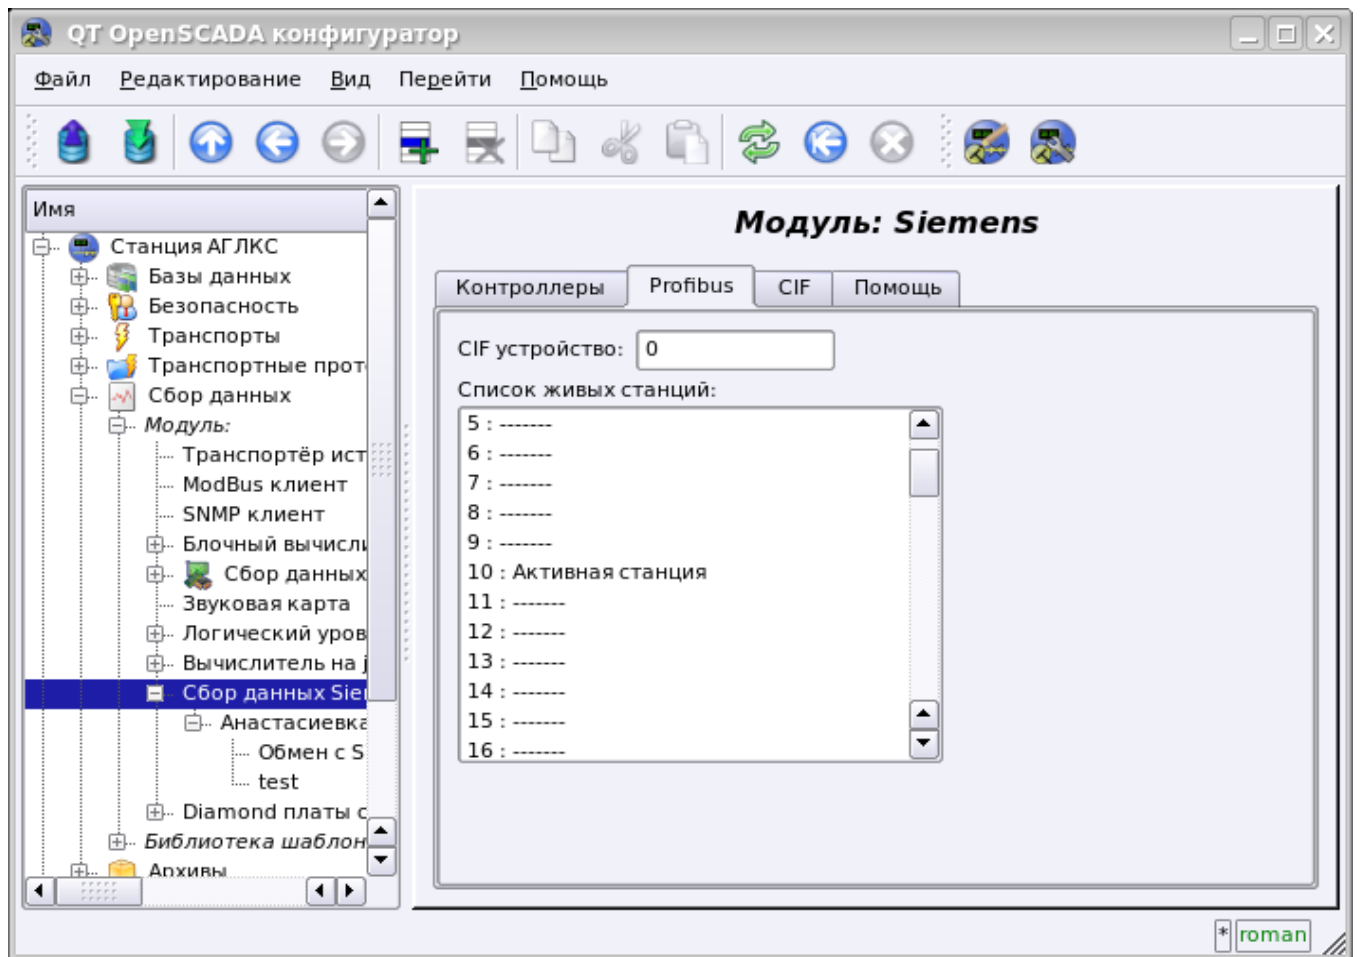 QT OpenSCADA конфигуратор
Файл Редактирование Вид Перейти Помощь
Имя
Станция АГЛКС
Базы данных
Безопасность
Транспорты
Транспортные прот
Сбор данных
Модуль:
Транспортёр ист
ModBus клиент
SNMP клиент
Блочный вычисли
Сбор данных
Звуковая карта
Логический уров
Вычислитель на j
Сбор данных Sie
Анастасиевка
Обмен с S
test
Diamond платы с
Библиотека шаблон
Архивы
Модуль: Siemens
Контроллеры Profibus CIF Помощь
CIF устройство: 0
Список живых станций:
5 : -------
6 : -------
7 : -------
8 : -------
9 : -------
10 : Активная станция
11 : -------
12 : -------
13 : -------
14 : -------
15 : -------
16 : -------
* roman